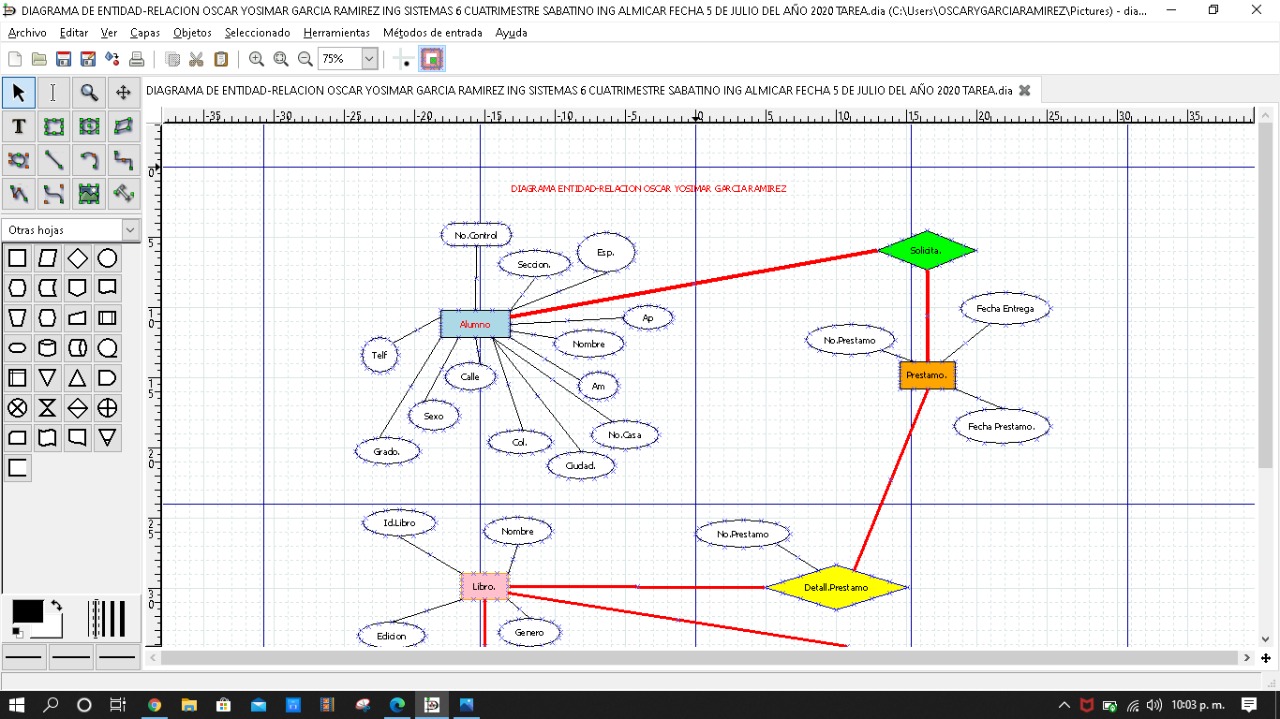 DIAGRAMA DE ENTIDAD-RELACION OSCAR YOSIMAR GARCIA RAMIREZ ING SISTEMAS 6 CUATRIMESTRE SABATINO ING ALMICAR FECHA 5 DE JULIO DEL AÑO 2020 TAREA.dia (C:\Users\OSCARYGARCIARAMIREZ\Pictures) - dia...
Archivo Editar Ver Capas Objetos Seleccionado Herramientas Métodos de entrada Ayuda
75%
DIAGRAMA DE ENTIDAD-RELACION OSCAR YOSIMAR GARCIA RAMIREZ ING SISTEMAS 6 CUATRIMESTRE SABATINO ING ALMICAR FECHA 5 DE JULIO DEL AÑO 2020 TAREA.dia
-35 -30 -25 -20 -15 -10 -5 0 5 10 15 20 25 30 35
0
5
10
15
20
25
30
T
Otras hojas
DIAGRAMA ENTIDAD-RELACION OSCAR YOSIMAR GARCIA RAMIREZ
No.Control
Seccion.
Esp.
Solicita.
Alumno
Ap
Nombre
Fecha Entrega
No.Prestamo
Telf
Calle
Am
Prestamo.
Sexo
Fecha Prestamo.
Grado.
Col.
No.Casa
Ciudad.
Id.Libro
Nombre
No.Prestamo
Libro.
Detall.Prestamo
Edicion
Genero
10:03 p. m.